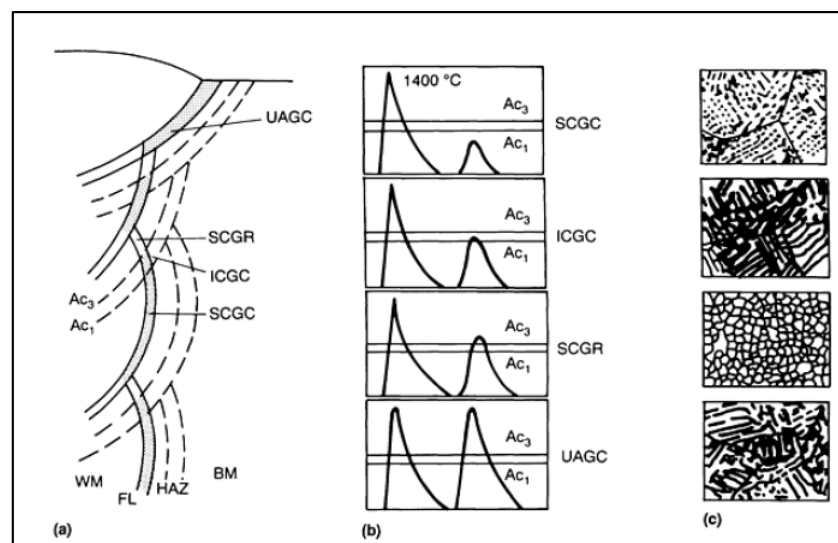 UAGC
SCGR
ICGC
Ac3
Ac1
SCGC
WM
FL
HAZ
BM
(a)
1400 °C
Ac3
Ac1
SCGC
Ac3
Ac1
ICGC
Ac3
Ac1
SCGR
Ac3
Ac1
UAGC
(b)
(c)